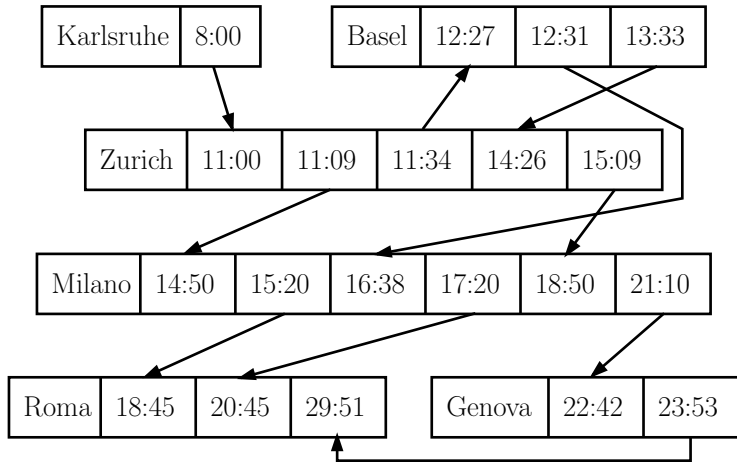 Karlsruhe 8:00 Basel 12:27 12:31 13:33
Zurich 11:00 11:09 11:34 14:26 15:09
Milano 14:50 15:20 16:38 17:20 18:50 21:10
Roma 18:45 20:45 29:51 Genova 22:42 23:53